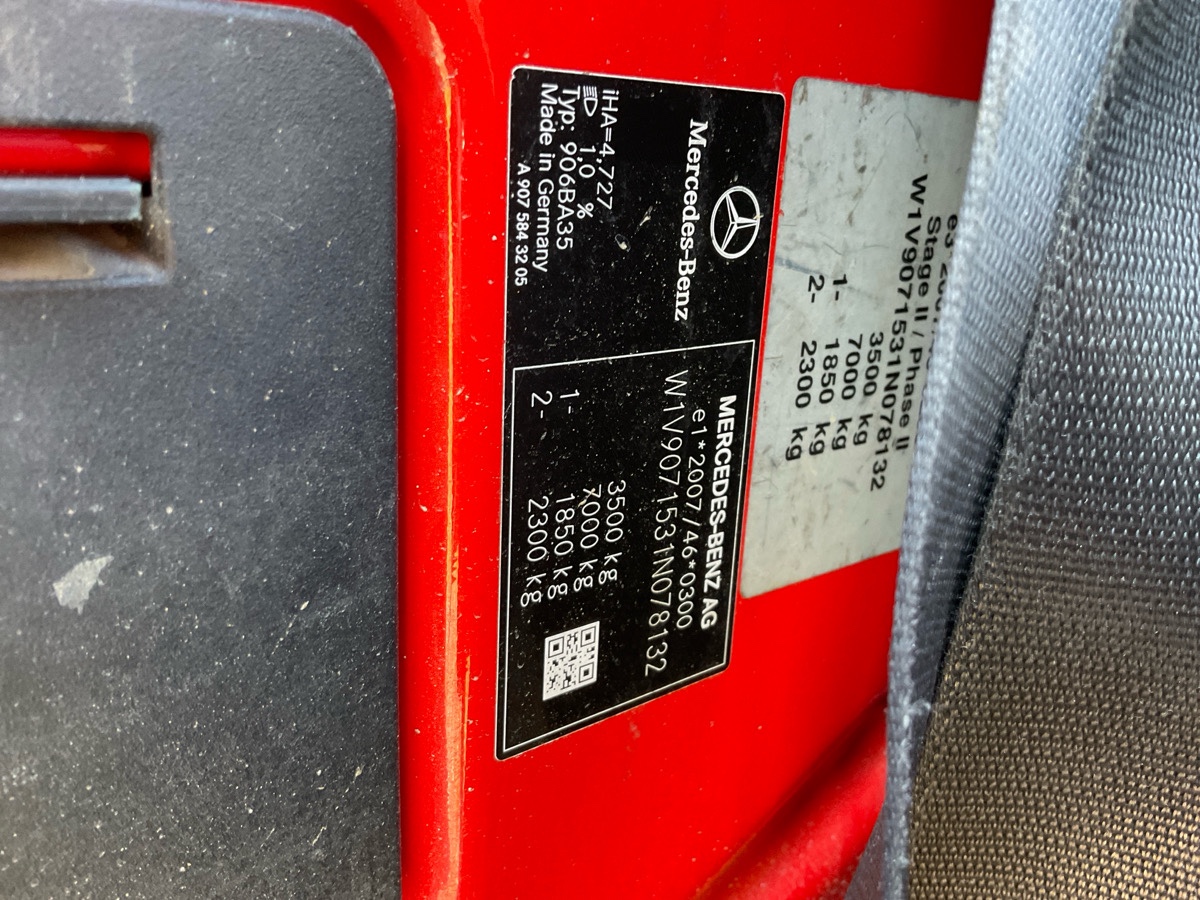 e3*2007/
Stage II / Phase II
W1V9071531N078132
3500 kg
7000 kg
1- 1850 kg
2- 2300 kg
Mercedes-Benz
iHA=4,727
1,0 %
Typ: 906BA35
Made in Germany
A 907 584 32 05
MERCEDES-BENZ AG
e1*2007/46*0300
W1V9071531N078132
3500 kg
7000 kg
1- 1850 kg
2- 2300 kg